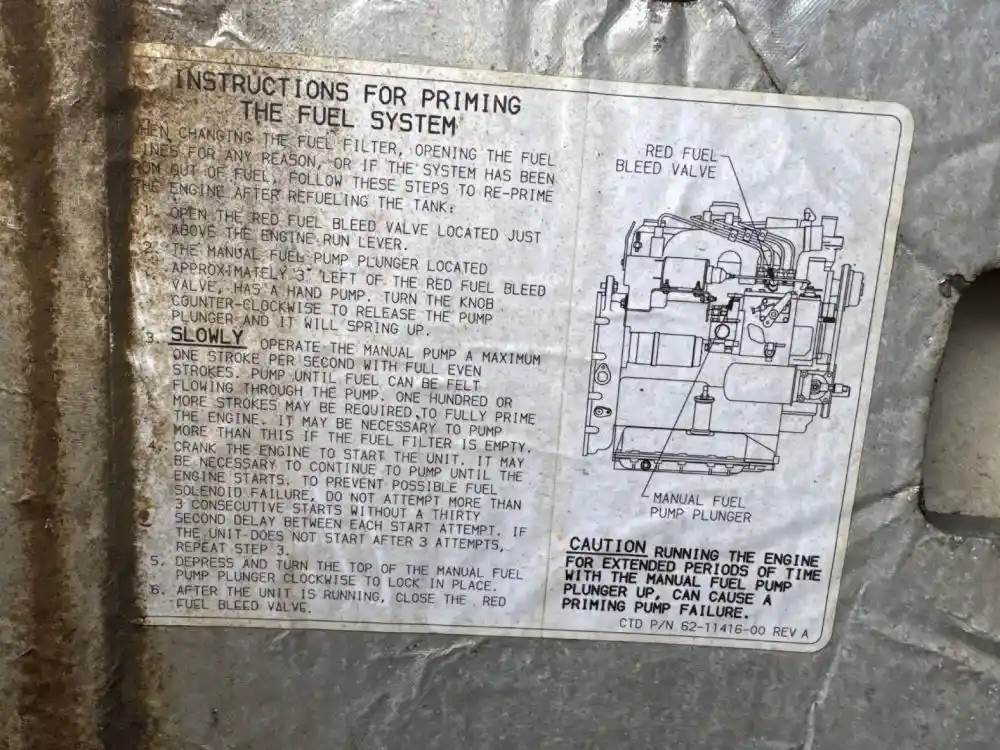 INSTRUCTIONS FOR PRIMING
THE FUEL SYSTEM
WHEN CHANGING THE FUEL FILTER, OPENING THE FUEL
LINES FOR ANY REASON, OR IF THE SYSTEM HAS BEEN
OUT OF FUEL, FOLLOW THESE STEPS TO RE-PRIME
THE ENGINE AFTER REFUELING THE TANK:
1. OPEN THE RED FUEL BLEED VALVE LOCATED JUST
ABOVE THE ENGINE RUN LEVER.
2. THE MANUAL FUEL PUMP PLUNGER LOCATED
APPROXIMATELY 3" LEFT OF THE RED FUEL BLEED
VALVE, HAS A HAND PUMP. TURN THE KNOB
COUNTER-CLOCKWISE TO RELEASE THE PUMP
PLUNGER AND IT WILL SPRING UP.
3. SLOWLY OPERATE THE MANUAL PUMP A MAXIMUM
ONE STROKE PER SECOND WITH FULL EVEN
STROKES. PUMP UNTIL FUEL CAN BE FELT
FLOWING THROUGH THE PUMP. ONE HUNDRED OR
MORE STROKES MAY BE REQUIRED TO FULLY PRIME
THE ENGINE. IT MAY BE NECESSARY TO PUMP
MORE THAN THIS IF THE FUEL FILTER IS EMPTY.
4. CRANK THE ENGINE TO START THE UNIT. IT MAY
BE NECESSARY TO CONTINUE TO PUMP UNTIL THE
ENGINE STARTS. TO PREVENT POSSIBLE FUEL
SOLENOID FAILURE, DO NOT ATTEMPT MORE THAN
3 CONSECUTIVE STARTS WITHOUT A THIRTY
SECOND DELAY BETWEEN EACH START ATTEMPT. IF
THE UNIT DOES NOT START AFTER 3 ATTEMPTS,
REPEAT STEP 3.
5. DEPRESS AND TURN THE TOP OF THE MANUAL FUEL
PUMP PLUNGER CLOCKWISE TO LOCK IN PLACE.
6. AFTER THE UNIT IS RUNNING, CLOSE THE RED
FUEL BLEED VALVE.
RED FUEL
BLEED VALVE
MANUAL FUEL
PUMP PLUNGER
CAUTION RUNNING THE ENGINE
FOR EXTENDED PERIODS OF TIME
WITH THE MANUAL FUEL PUMP
PLUNGER UP, CAN CAUSE A
PRIMING PUMP FAILURE.
CTD P/N 62-11416-00 REV A